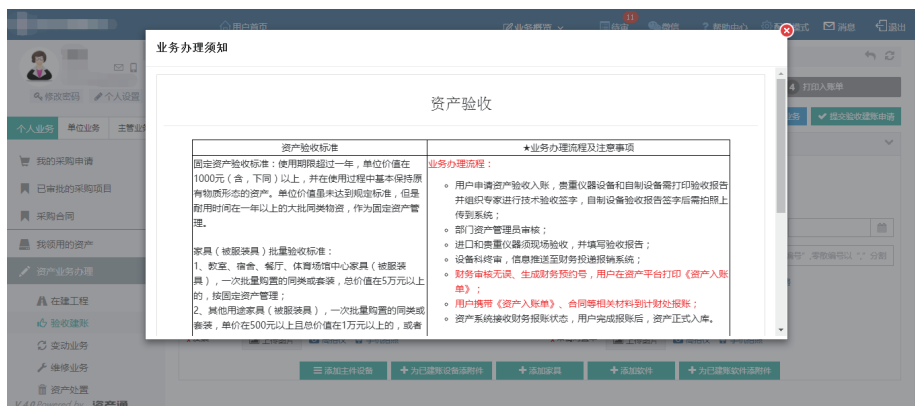 用户首页
业务概览
待审
11
微信
? 帮助中心
模式
消息
退出
修改密码
个人设置
个人业务
单位业务
主管业
我的采购申请
已审批的采购项目
采购合同
我领用的资产
资产业务办理
在建工程
验收建账
变动业务
维修业务
资产处置
V 4.0 Powered by 资产通
4 打印入账单
业务
提交验收建账申请
业务办理须知
资产验收
资产验收标准
固定资产验收标准：使用期限超过一年，单位价值在
1000元（含，下同）以上，并在使用过程中基本保持原
有物质形态的资产。单位价值虽未达到规定标准，但是
耐用时间在一年以上的大批同类物资，作为固定资产管
理。
家具（被服装具）批量验收标准：
1、教室、宿舍、餐厅、体育场馆中心家具（被服装
具），一次批量购置的同类或套装，总价值在5万元以上
的，按固定资产管理；
2、其他用途家具（被服装具），一次批量购置的同类或
套装，单价在500元以上且总价值在1万元以上的，或者
★业务办理流程及注意事项
业务办理流程：
用户申请资产验收入账，贵重仪器设备和自制设备需打印验收报告
并组织专家进行技术验收签字，自制设备验收报告签字后需拍照上
传到系统；
部门资产管理员审核；
进口和贵重仪器须现场验收，并填写验收报告；
设备科终审，信息推送至财务投递报销系统；
财务审核无误、生成财务预约号，用户在资产平台打印《资产入账
单》；
用户携带《资产入账单》、合同等相关材料到计财处报账；
资产系统接收财务报账状态，用户完成报账后，资产正式入库。
添加主件设备
为已建账设备添附件
添加家具
添加软件
为已建账软件添附件